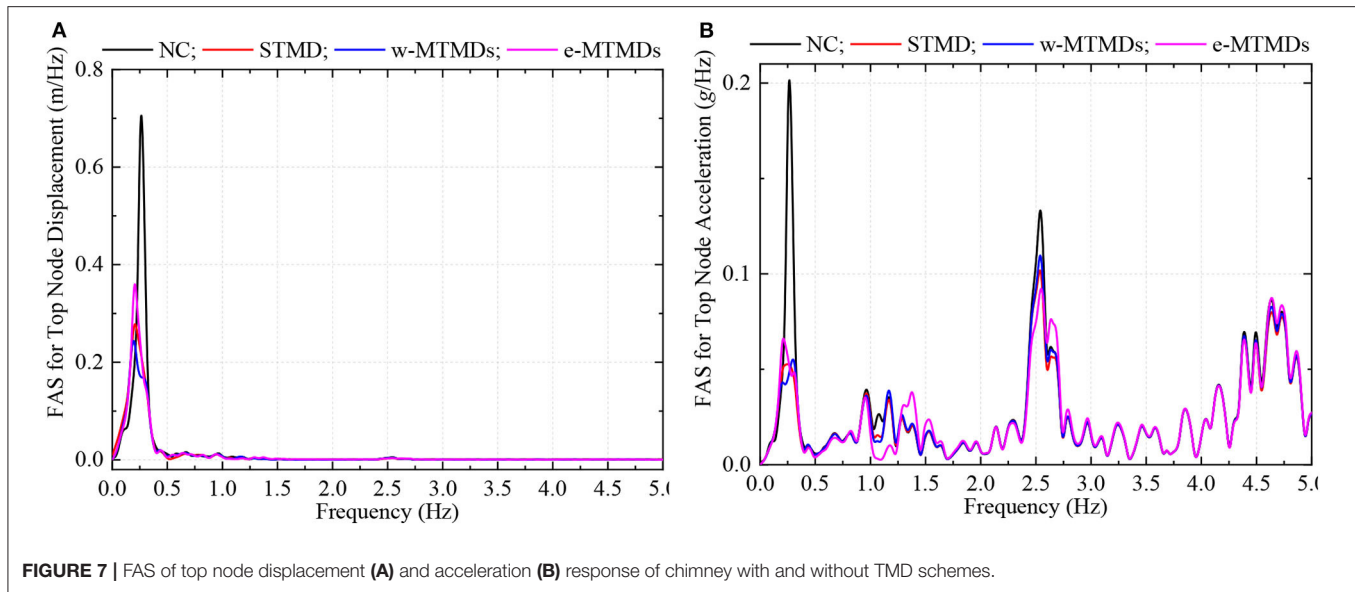 A
NC; STMD; w-MTMDs; e-MTMDs
FAS for Top Node Displacement (m/Hz)
0.8
0.6
0.4
0.2
0.0
0.0 0.5 1.0 1.5 2.0 2.5 3.0 3.5 4.0 4.5 5.0
Frequency (Hz)
B
NC; STMD; w-MTMDs; e-MTMDs
FAS for Top Node Acceleration (g/Hz)
0.2
0.1
0.0
0.0 0.5 1.0 1.5 2.0 2.5 3.0 3.5 4.0 4.5 5.0
Frequency (Hz)
FIGURE 7 | FAS of top node displacement (A) and acceleration (B) response of chimney with and without TMD schemes.